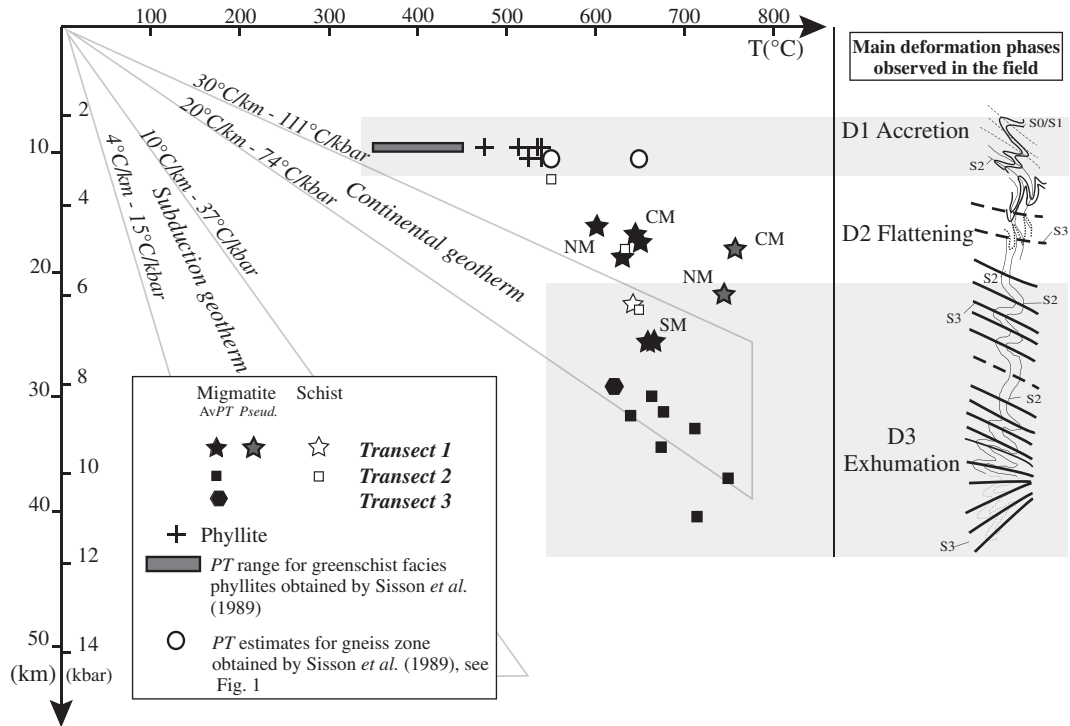 100 200 300 400 500 600 700 800
T(°C)
Main deformation phases
observed in the field
30°C/km - 111°C/kbar
20°C/km - 74°C/kbar
Continental geotherm
10°C/km - 37°C/kbar
Subduction geotherm
4°C/km - 15°C/kbar
2
10
4
20
6
8
30
10
40
12
50
14
(km) (kbar)
CM
NM
CM
NM
SM
D1 Accretion
D2 Flattening
D3
Exhumation
S0/S1
S2
S3
S2
S2
S3
S2
S3
Migmatite Schist
AvPT Pseud.
Transect 1
Transect 2
Transect 3
Phyllite
PT range for greenschist facies
phyllites obtained by Sisson et al.
(1989)
PT estimates for gneiss zone
obtained by Sisson et al. (1989), see
Fig. 1